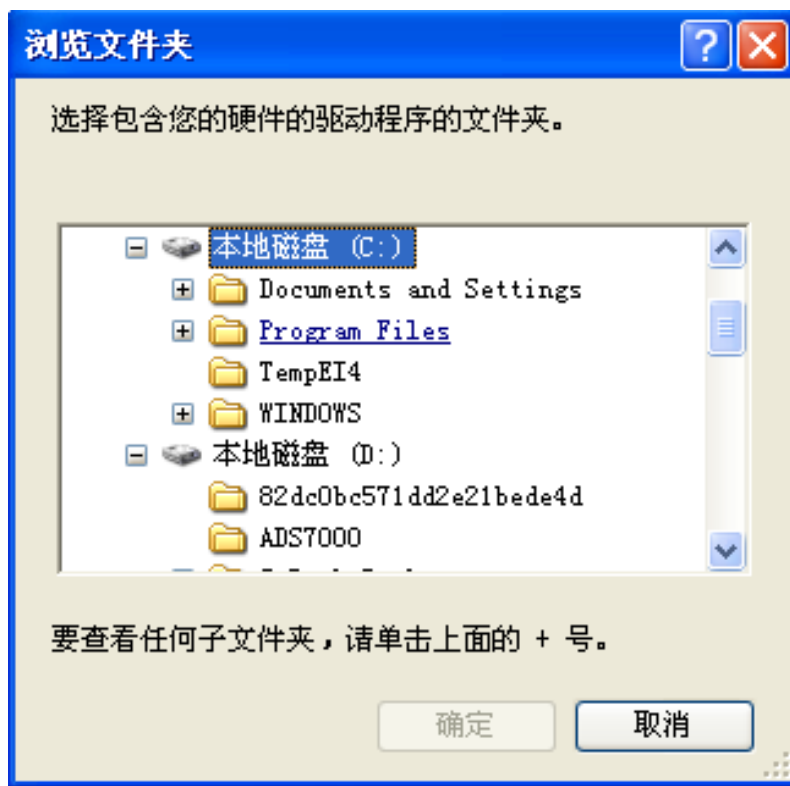 浏览文件夹
选择包含您的硬件的驱动程序的文件夹。
本地磁盘 (C:)
Documents and Settings
Program Files
TempEI4
WINDOWS
本地磁盘 (D:)
82dc0bc571dd2e21bede4d
ADS7000
要查看任何子文件夹，请单击上面的 + 号。
确定
取消